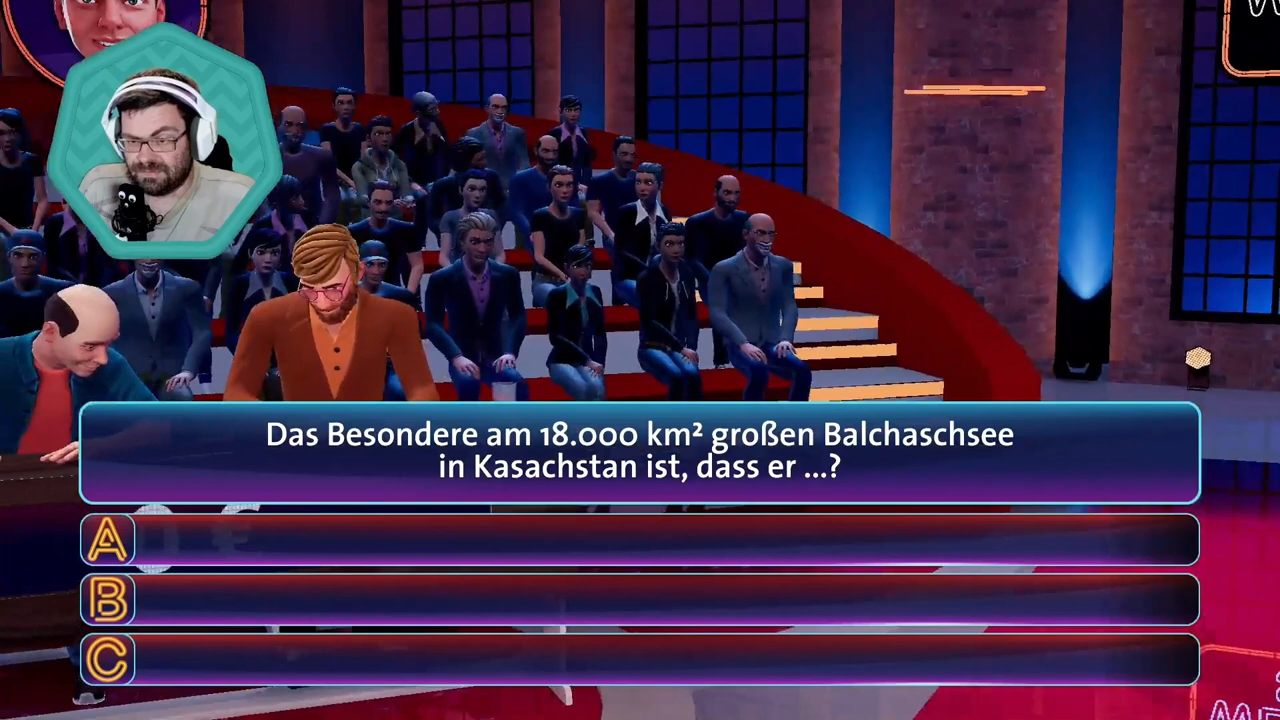 Das Besondere am 18.000 km² großen Balchaschsee
in Kasachstan ist, dass er ...?
A
B
C